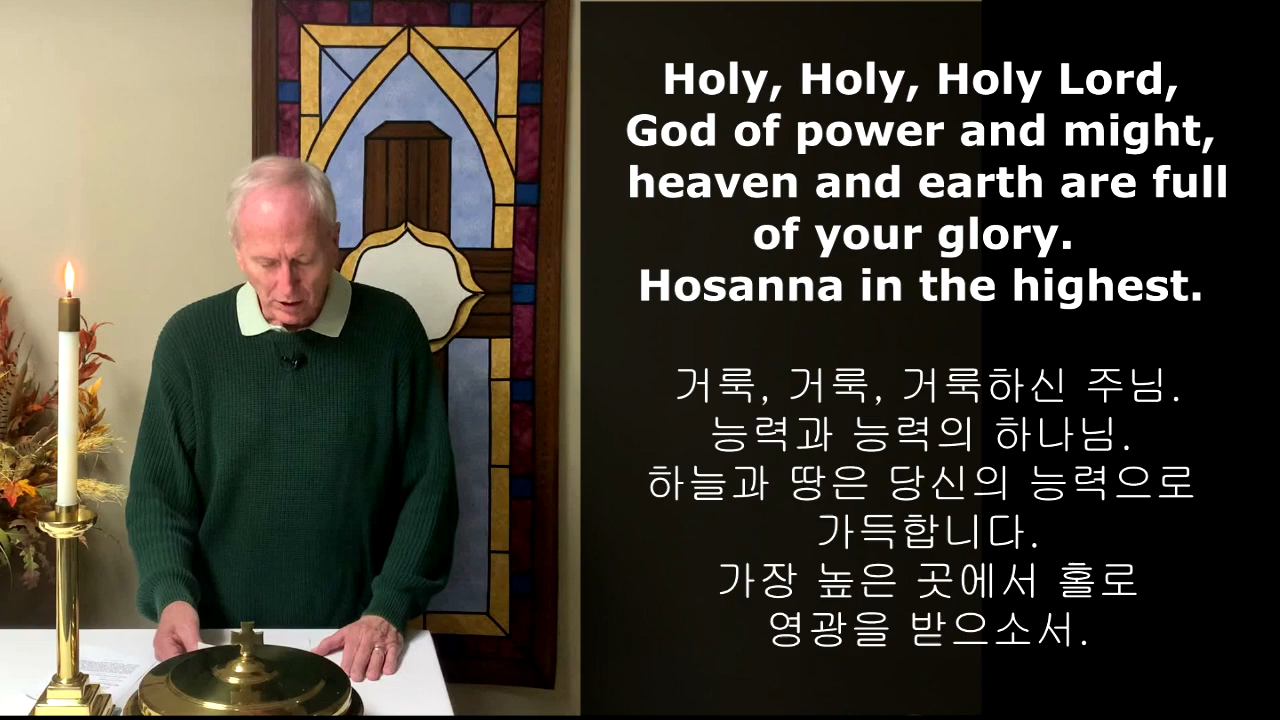 Holy, Holy, Holy Lord,
God of power and might,
heaven and earth are full
of your glory.
Hosanna in the highest.
거룩, 거룩, 거룩하신 주님.
능력과 능력의 하나님.
하늘과 땅은 당신의 능력으로
가득합니다.
가장 높은 곳에서 홀로
영광을 받으소서.